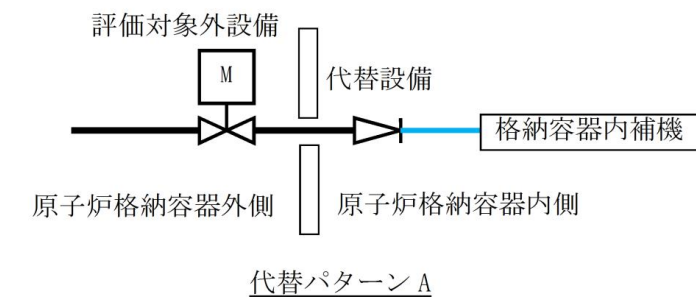 評価対象外設備
M
代替設備
格納容器内補機
原子炉格納容器外側
原子炉格納容器内側
代替パターン A